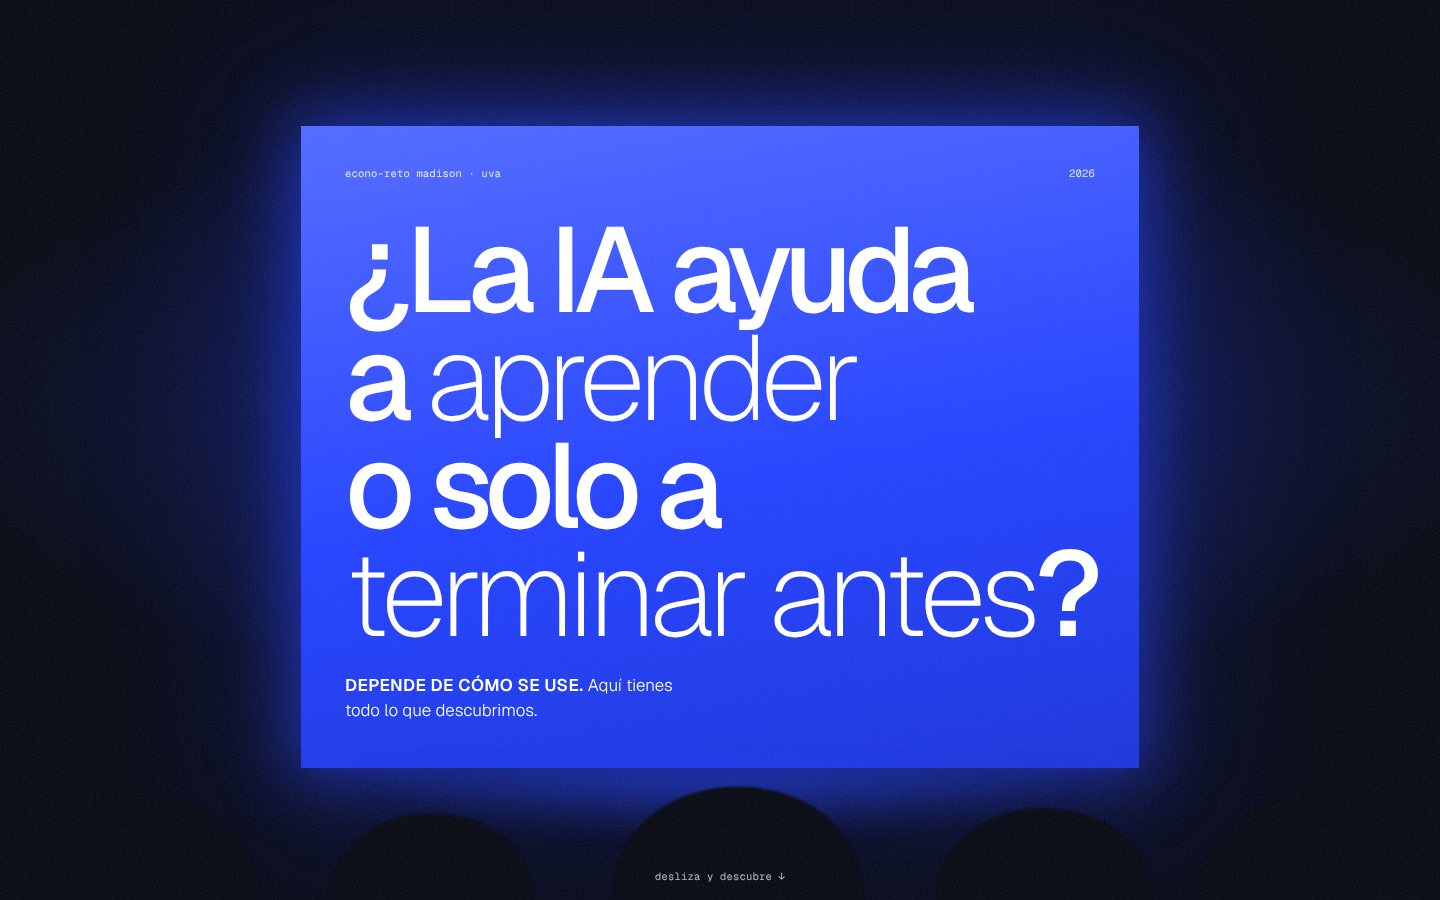 econo-reto madison · uva
2026
¿La IA ayuda
a aprender
o solo a
terminar antes?
DEPENDE DE CÓMO SE USE. Aquí tienes
todo lo que descubrimos.
desliza y descubre ↓